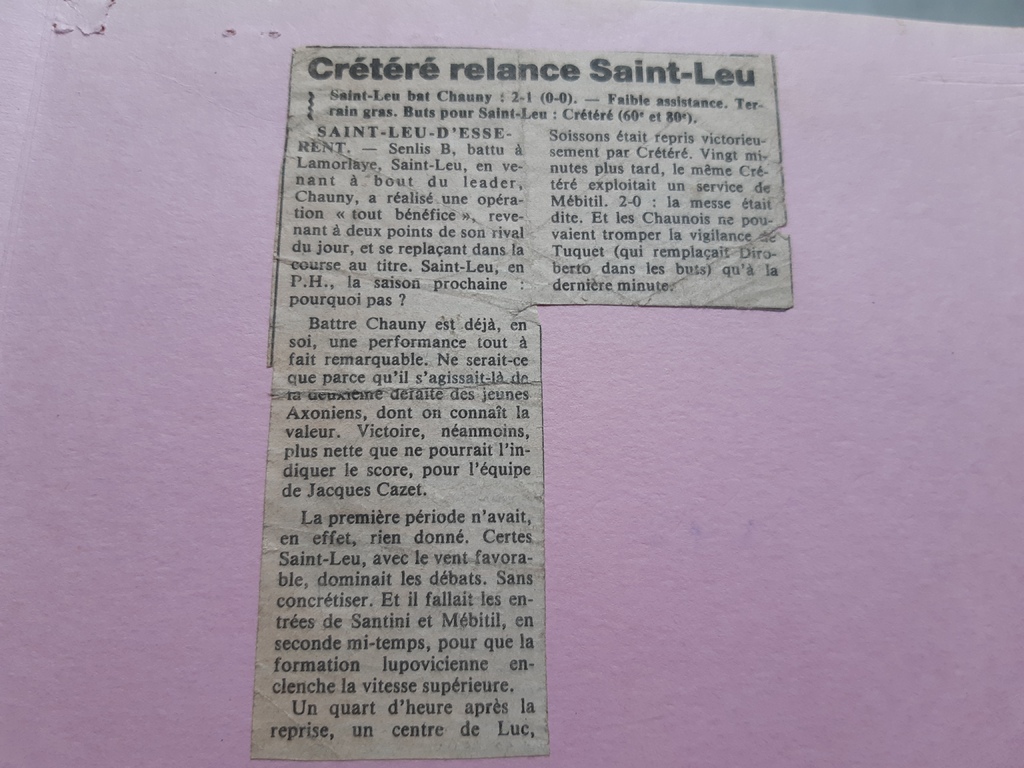 Crétéré relance Saint-Leu
Saint-Leu bat Chauny : 2-1 (0-0). — Faible assistance. Ter-
rain gras. Buts pour Saint-Leu : Crétéré (60e et 80e).
SAINT-LEU-D'ESSE-
RENT. — Senlis B, battu à
Lamorlaye, Saint-Leu, en ve-
nant à bout du leader,
Chauny, a réalisé une opéra-
tion « tout bénéfice », reve-
nant à deux points de son rival
du jour, et se replaçant dans la
course au titre. Saint-Leu, en
P.H., la saison prochaine :
pourquoi pas ?
Battre Chauny est déjà, en
soi, une performance tout à
fait remarquable. Ne serait-ce
que parce qu'il s'agissait-là de
la deuxième défaite des jeunes
Axoniens, dont on connaît la
valeur. Victoire, néanmoins,
plus nette que ne pourrait l'in-
diquer le score, pour l'équipe
de Jacques Cazet.
La première période n'avait,
en effet, rien donné. Certes
Saint-Leu, avec le vent favora-
ble, dominait les débats. Sans
concrétiser. Et il fallait les en-
trées de Santini et Mébitil, en
seconde mi-temps, pour que la
formation lupovicienne en-
clenche la vitesse supérieure.
Un quart d'heure après la
reprise, un centre de Luc,
Soissons était repris victorieu-
sement par Crétéré. Vingt mi-
nutes plus tard, le même Cré-
téré exploitait un service de
Mébitil. 2-0 : la messe était
dite. Et les Chaunois ne pou-
vaient tromper la vigilance de
Tuquet (qui remplaçait Diro-
berto dans les buts) qu'à la
dernière minute.